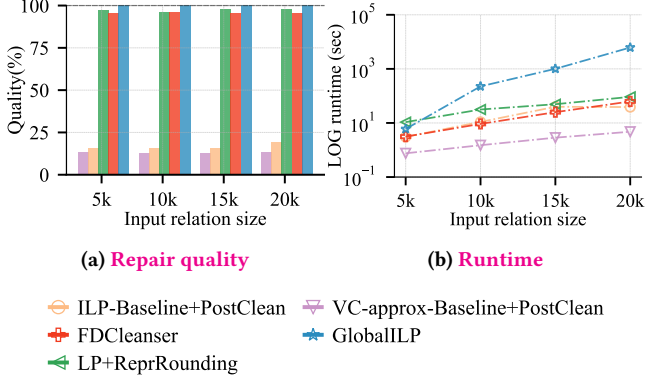 100
75
50
25
0
Quality(%)
5k 10k 15k 20k
Input relation size
(a) Repair quality
10^5
10^3
10^1
10^−1
LOG runtime (sec)
5k 10k 15k 20k
Input relation size
(b) Runtime
ILP-Baseline+PostClean
FDCleanser
LP+ReprRounding
VC-approx-Baseline+PostClean
GlobalILP